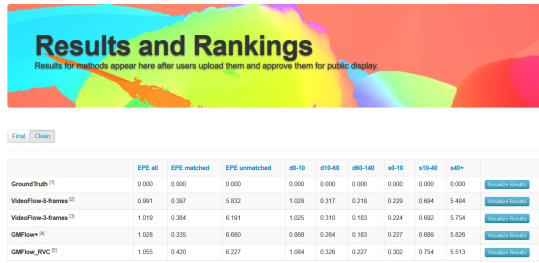 Results and Rankings
Results for methods appear here after users upload them and approve them for public display.
Final Clean
EPE all EPE matched EPE unmatched d0-10 d10-60 d60-140 s0-10 s10-40 s40+
GroundTruth [1] 0.000 0.000 0.000 0.000 0.000 0.000 0.000 0.000 0.000 Visualize Results
VideoFlow-5-frames [2] 0.991 0.397 5.832 1.028 0.317 0.218 0.229 0.694 5.484 Visualize Results
VideoFlow-3-frames [3] 1.019 0.384 6.191 1.025 0.310 0.183 0.224 0.692 5.754 Visualize Results
GMFlow+ [4] 1.028 0.335 6.680 0.868 0.264 0.183 0.227 0.689 5.826 Visualize Results
GMFlow_RVC [5] 1.055 0.420 6.227 1.084 0.326 0.227 0.302 0.754 5.513 Visualize Results